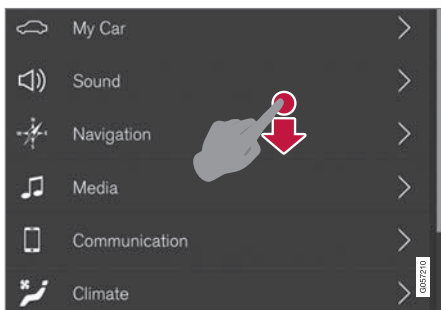 My Car
Sound
Navigation
Media
Communication
Climate
G057210